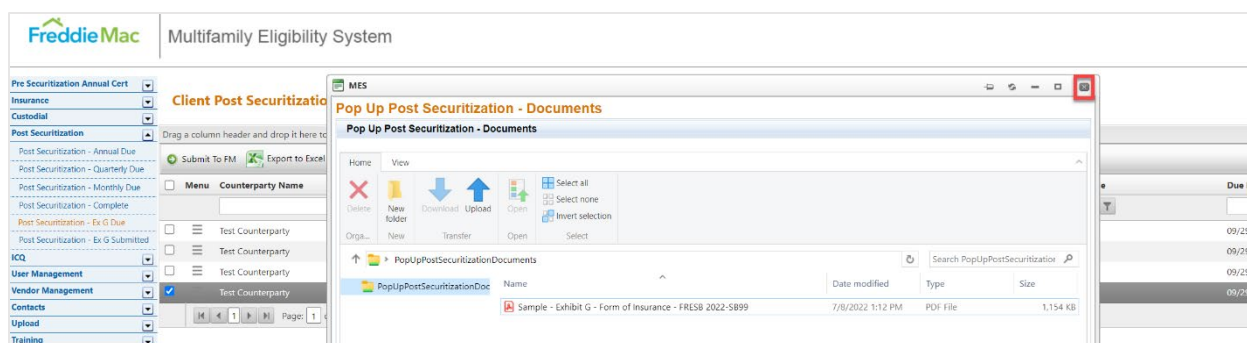 FreddieMac
Multifamily Eligibility System
Pre Securitization Annual Cert
Insurance
Custodial
Post Securitization
Post Securitization - Annual Due
Post Securitization - Quarterly Due
Post Securitization - Monthly Due
Post Securitization - Complete
Post Securitization - Ex G Due
Post Securitization - Ex G Submitted
ICQ
User Management
Vendor Management
Contacts
Upload
Training
Client Post Securitizatio
Drag a column header and drop it here to
Submit To FM Export to Excel
Menu Counterparty Name
Test Counterparty
Test Counterparty
Test Counterparty
Test Counterparty
1 Page: 1
MES
Pop Up Post Securitization - Documents
Pop Up Post Securitization - Documents
Home View
Delete New folder Download Upload Open
Select all
Select none
Invert selection
Orga... New Transfer Open Select
PopUpPostSecuritizationDocuments
Search PopUpPostSecuritization
PopUpPostSecuritizationDoc
Name Date modified Type Size
Sample - Exhibit G - Form of Insurance - FRESB 2022-SB99 7/8/2022 1:12 PM PDF File 1,154 KB
e Due
09/29
09/29
09/29
09/29